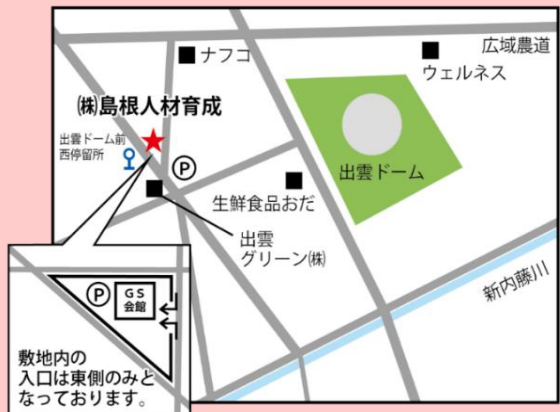 広域農道
ナフコ
ウェルネス
㈱島根人材育成
出雲ドーム前
西停留所
P
出雲ドーム
生鮮食品おだ
出雲
グリーン㈱
新内藤川
P
GS
会館
敷地内の
入口は東側のみと
なっております。